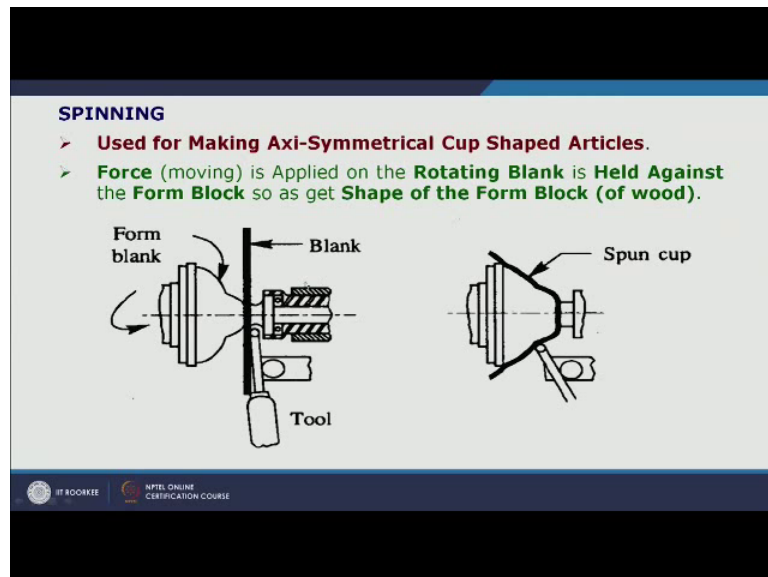 SPINNING
➤ Used for Making Axi-Symmetrical Cup Shaped Articles.
➤ Force (moving) is Applied on the Rotating Blank is Held Against
the Form Block so as get Shape of the Form Block (of wood).
Form
blank
Blank
Tool
Spun cup
IIT ROORKEE
NPTEL ONLINE
CERTIFICATION COURSE